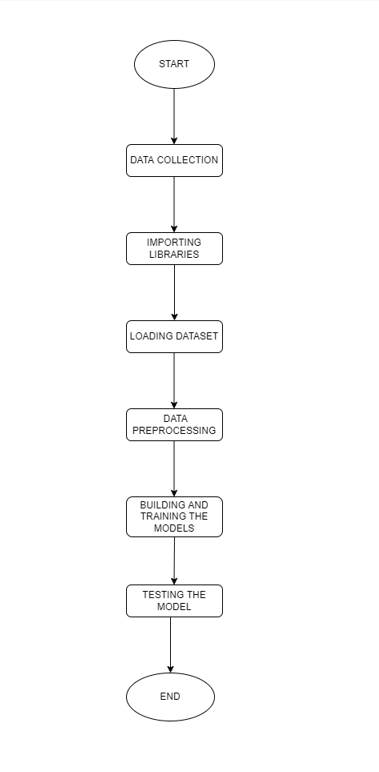 START
DATA COLLECTION
IMPORTING
LIBRARIES
LOADING DATASET
DATA
PREPROCESSING
BUILDING AND
TRAINING THE
MODELS
TESTING THE
MODEL
END